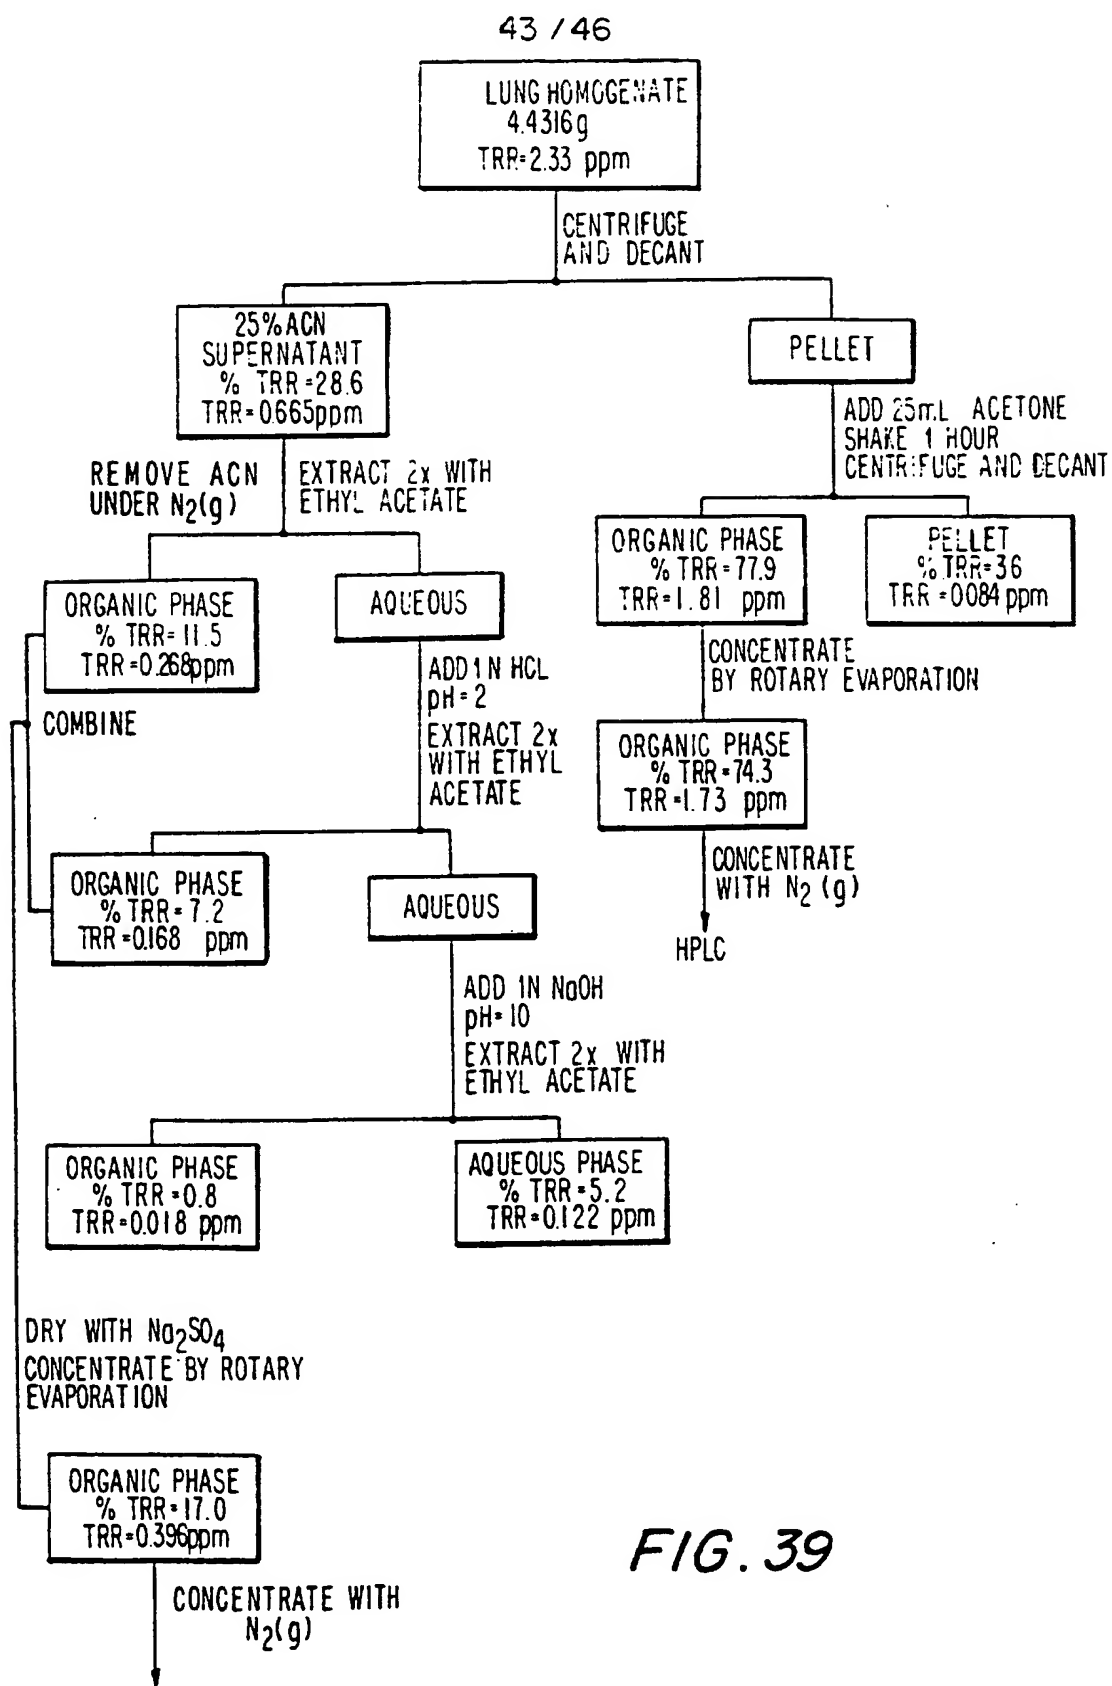 43 / 46
LUNG HOMOGENATE
4.4316g
TRR=2.33 ppm
CENTRIFUGE
AND DECANT
25% ACN
SUPERNATANT
% TRR=28.6
TRR=0.665ppm
PELLET
ADD 25mL ACETONE
SHAKE 1 HOUR
CENTRIFUGE AND DECANT
REMOVE ACN
UNDER N2(g)
EXTRACT 2x WITH
ETHYL ACETATE
ORGANIC PHASE
% TRR=77.9
TRR=1.81 ppm
PELLET
% TRR=36
TRR=0084 ppm
ORGANIC PHASE
% TRR=11.5
TRR=0.268ppm
AQUEOUS
CONCENTRATE
BY ROTARY EVAPORATION
ADD 1N HCL
pH=2
EXTRACT 2x
WITH ETHYL
ACETATE
COMBINE
ORGANIC PHASE
% TRR=74.3
TRR=1.73 ppm
CONCENTRATE
WITH N2 (g)
HPLC
ORGANIC PHASE
% TRR=7.2
TRR=0.168 ppm
AQUEOUS
ADD 1N NaOH
pH=10
EXTRACT 2x WITH
ETHYL ACETATE
ORGANIC PHASE
% TRR=0.8
TRR=0.018 ppm
AQUEOUS PHASE
% TRR=5.2
TRR=0.122 ppm
DRY WITH Na2SO4
CONCENTRATE BY ROTARY
EVAPORATION
ORGANIC PHASE
% TRR=17.0
TRR=0.396ppm
CONCENTRATE WITH
N2(g)
FIG. 39